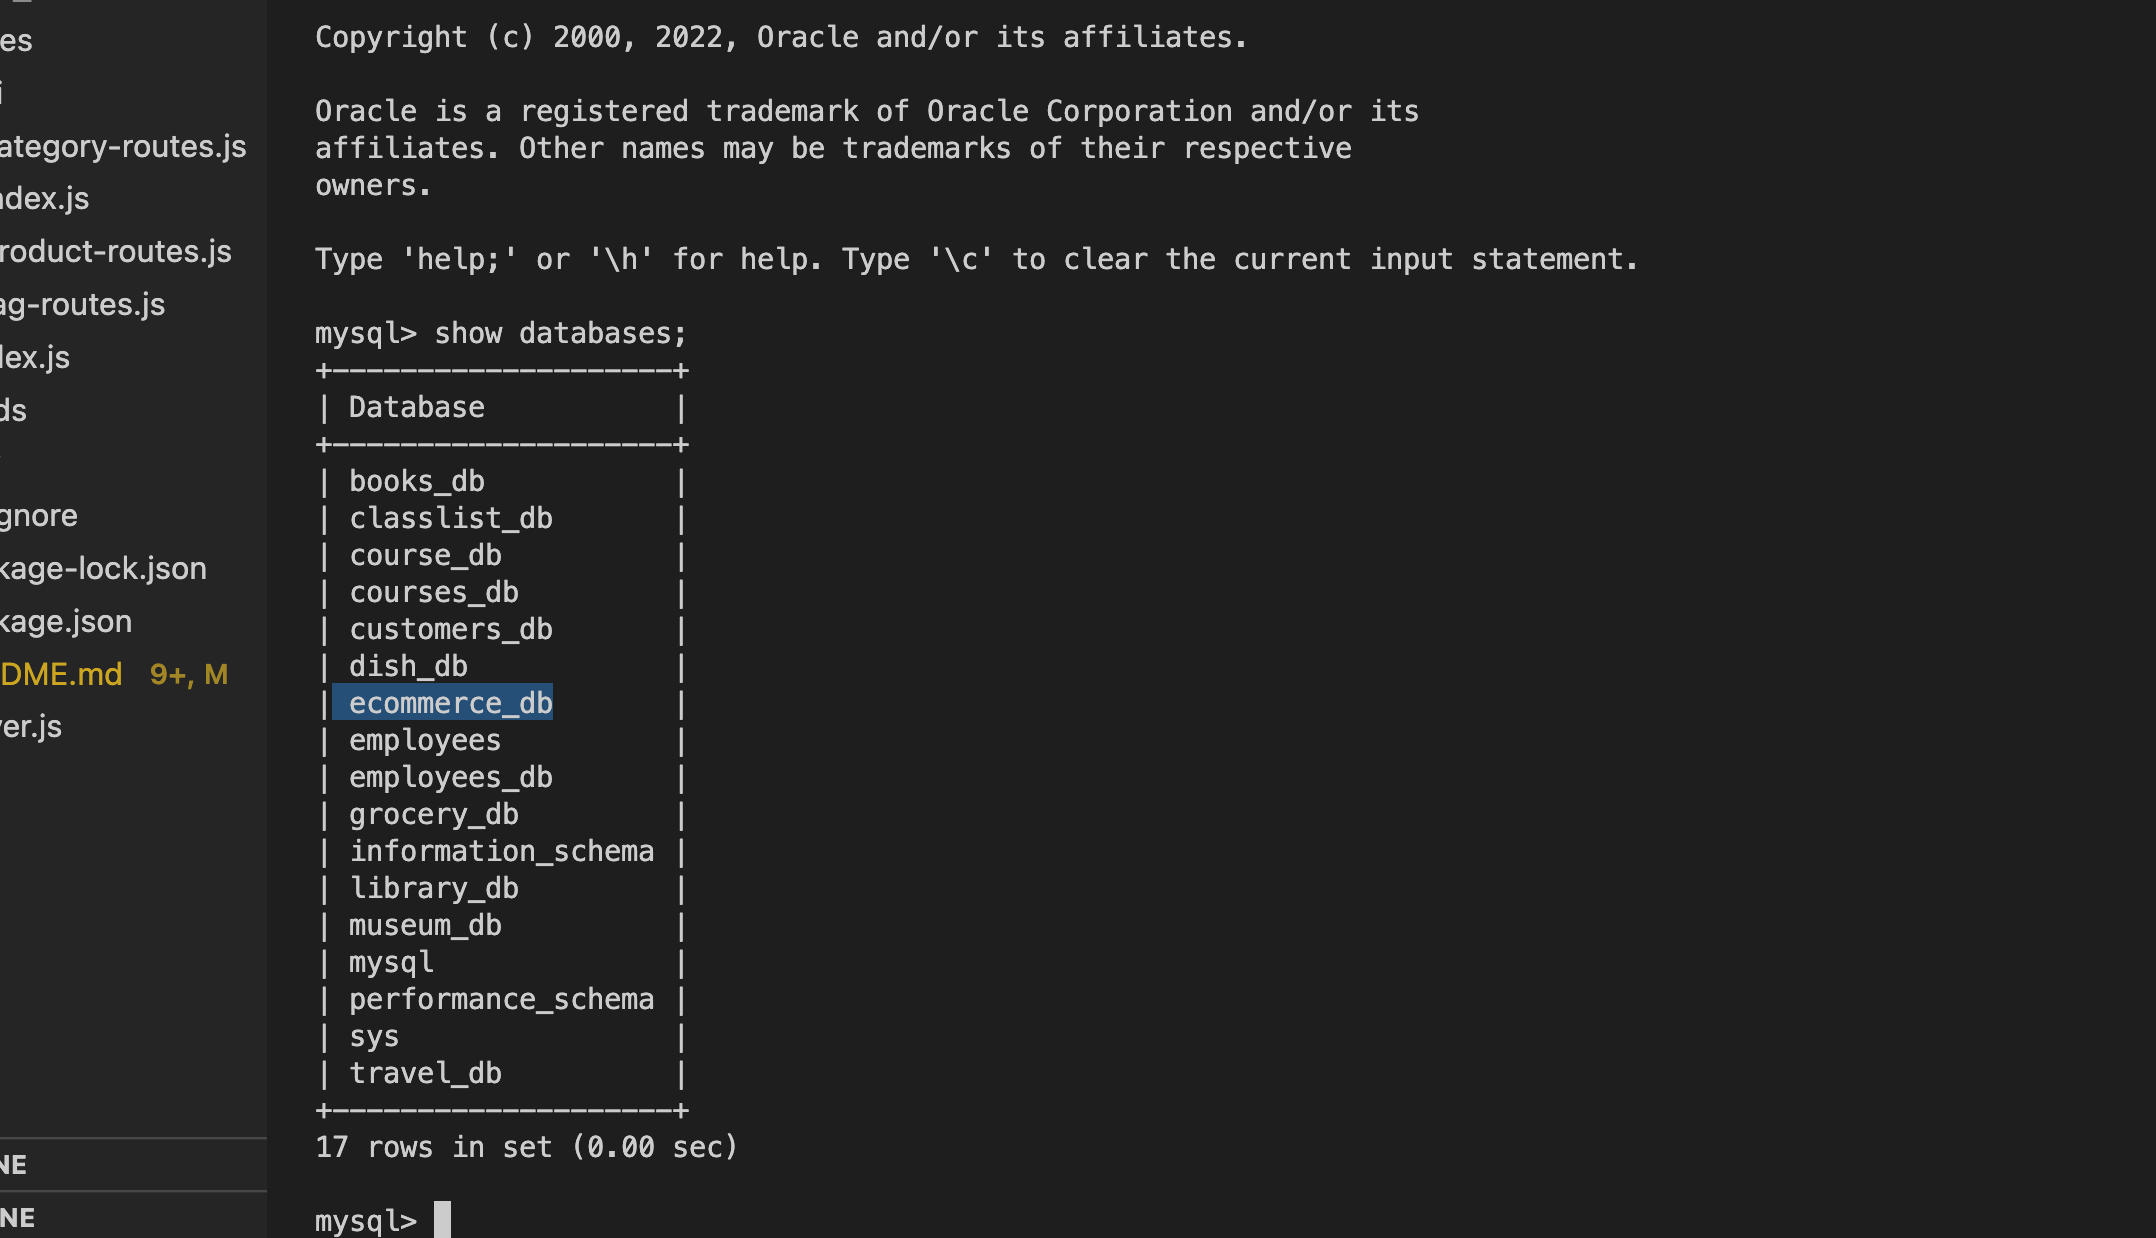 es
i
ategory-routes.js
ndex.js
roduct-routes.js
ag-routes.js
lex.js
ds
gnore
kage-lock.json
kage.json
DME.md 9+, M
ver.js
NE
NE
Copyright (c) 2000, 2022, Oracle and/or its affiliates.
Oracle is a registered trademark of Oracle Corporation and/or its
affiliates. Other names may be trademarks of their respective
owners.
Type 'help;' or '\h' for help. Type '\c' to clear the current input statement.
mysql> show databases;
+--------------------+
| Database           |
+--------------------+
| books_db           |
| classlist_db       |
| course_db          |
| courses_db         |
| customers_db       |
| dish_db            |
| ecommerce_db       |
| employees          |
| employees_db       |
| grocery_db         |
| information_schema |
| library_db         |
| museum_db          |
| mysql              |
| performance_schema |
| sys                |
| travel_db          |
+--------------------+
17 rows in set (0.00 sec)
mysql>